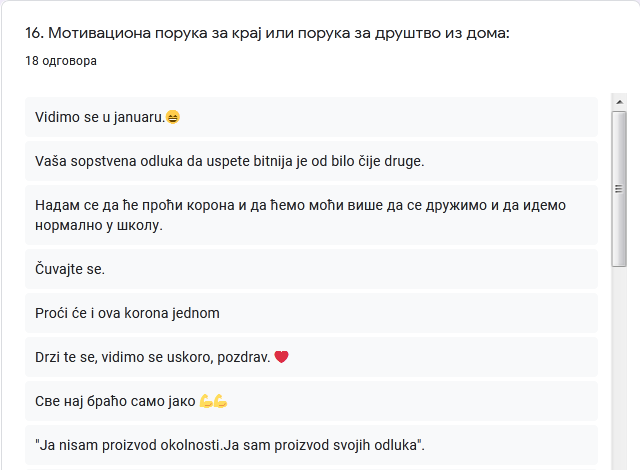 16. Мотивациона порука за крај или порука за друштво из дома:
18 одговора
Vidimo se u januaru.😄
Vaša sopstvena odluka da uspete bitnija je od bilo čije druge.
Надам се да ће проћи корона и да ћемо моћи више да се дружимо и да идемо
нормално у школу.
Čuvajte se.
Proći će i ova korona jednom
Drzi te se, vidimo se uskoro, pozdrav. ❤️
Све нај браћо само јако 💪💪
"Ja nisam proizvod okolnosti.Ja sam proizvod svojih odluka".